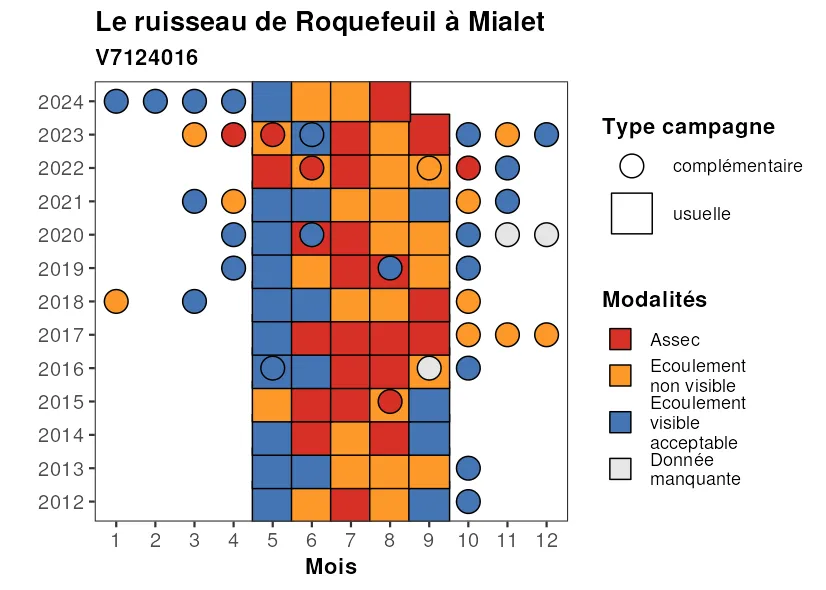 Le ruisseau de Roquefeuil à Mialet
V7124016
2024
2023
2022
2021
2020
2019
2018
2017
2016
2015
2014
2013
2012
1 2 3 4 5 6 7 8 9 10 11 12
Mois
Type campagne
complémentaire
usuelle
Modalités
Assec
Ecoulement
non visible
Ecoulement
visible
acceptable
Donnée
manquante